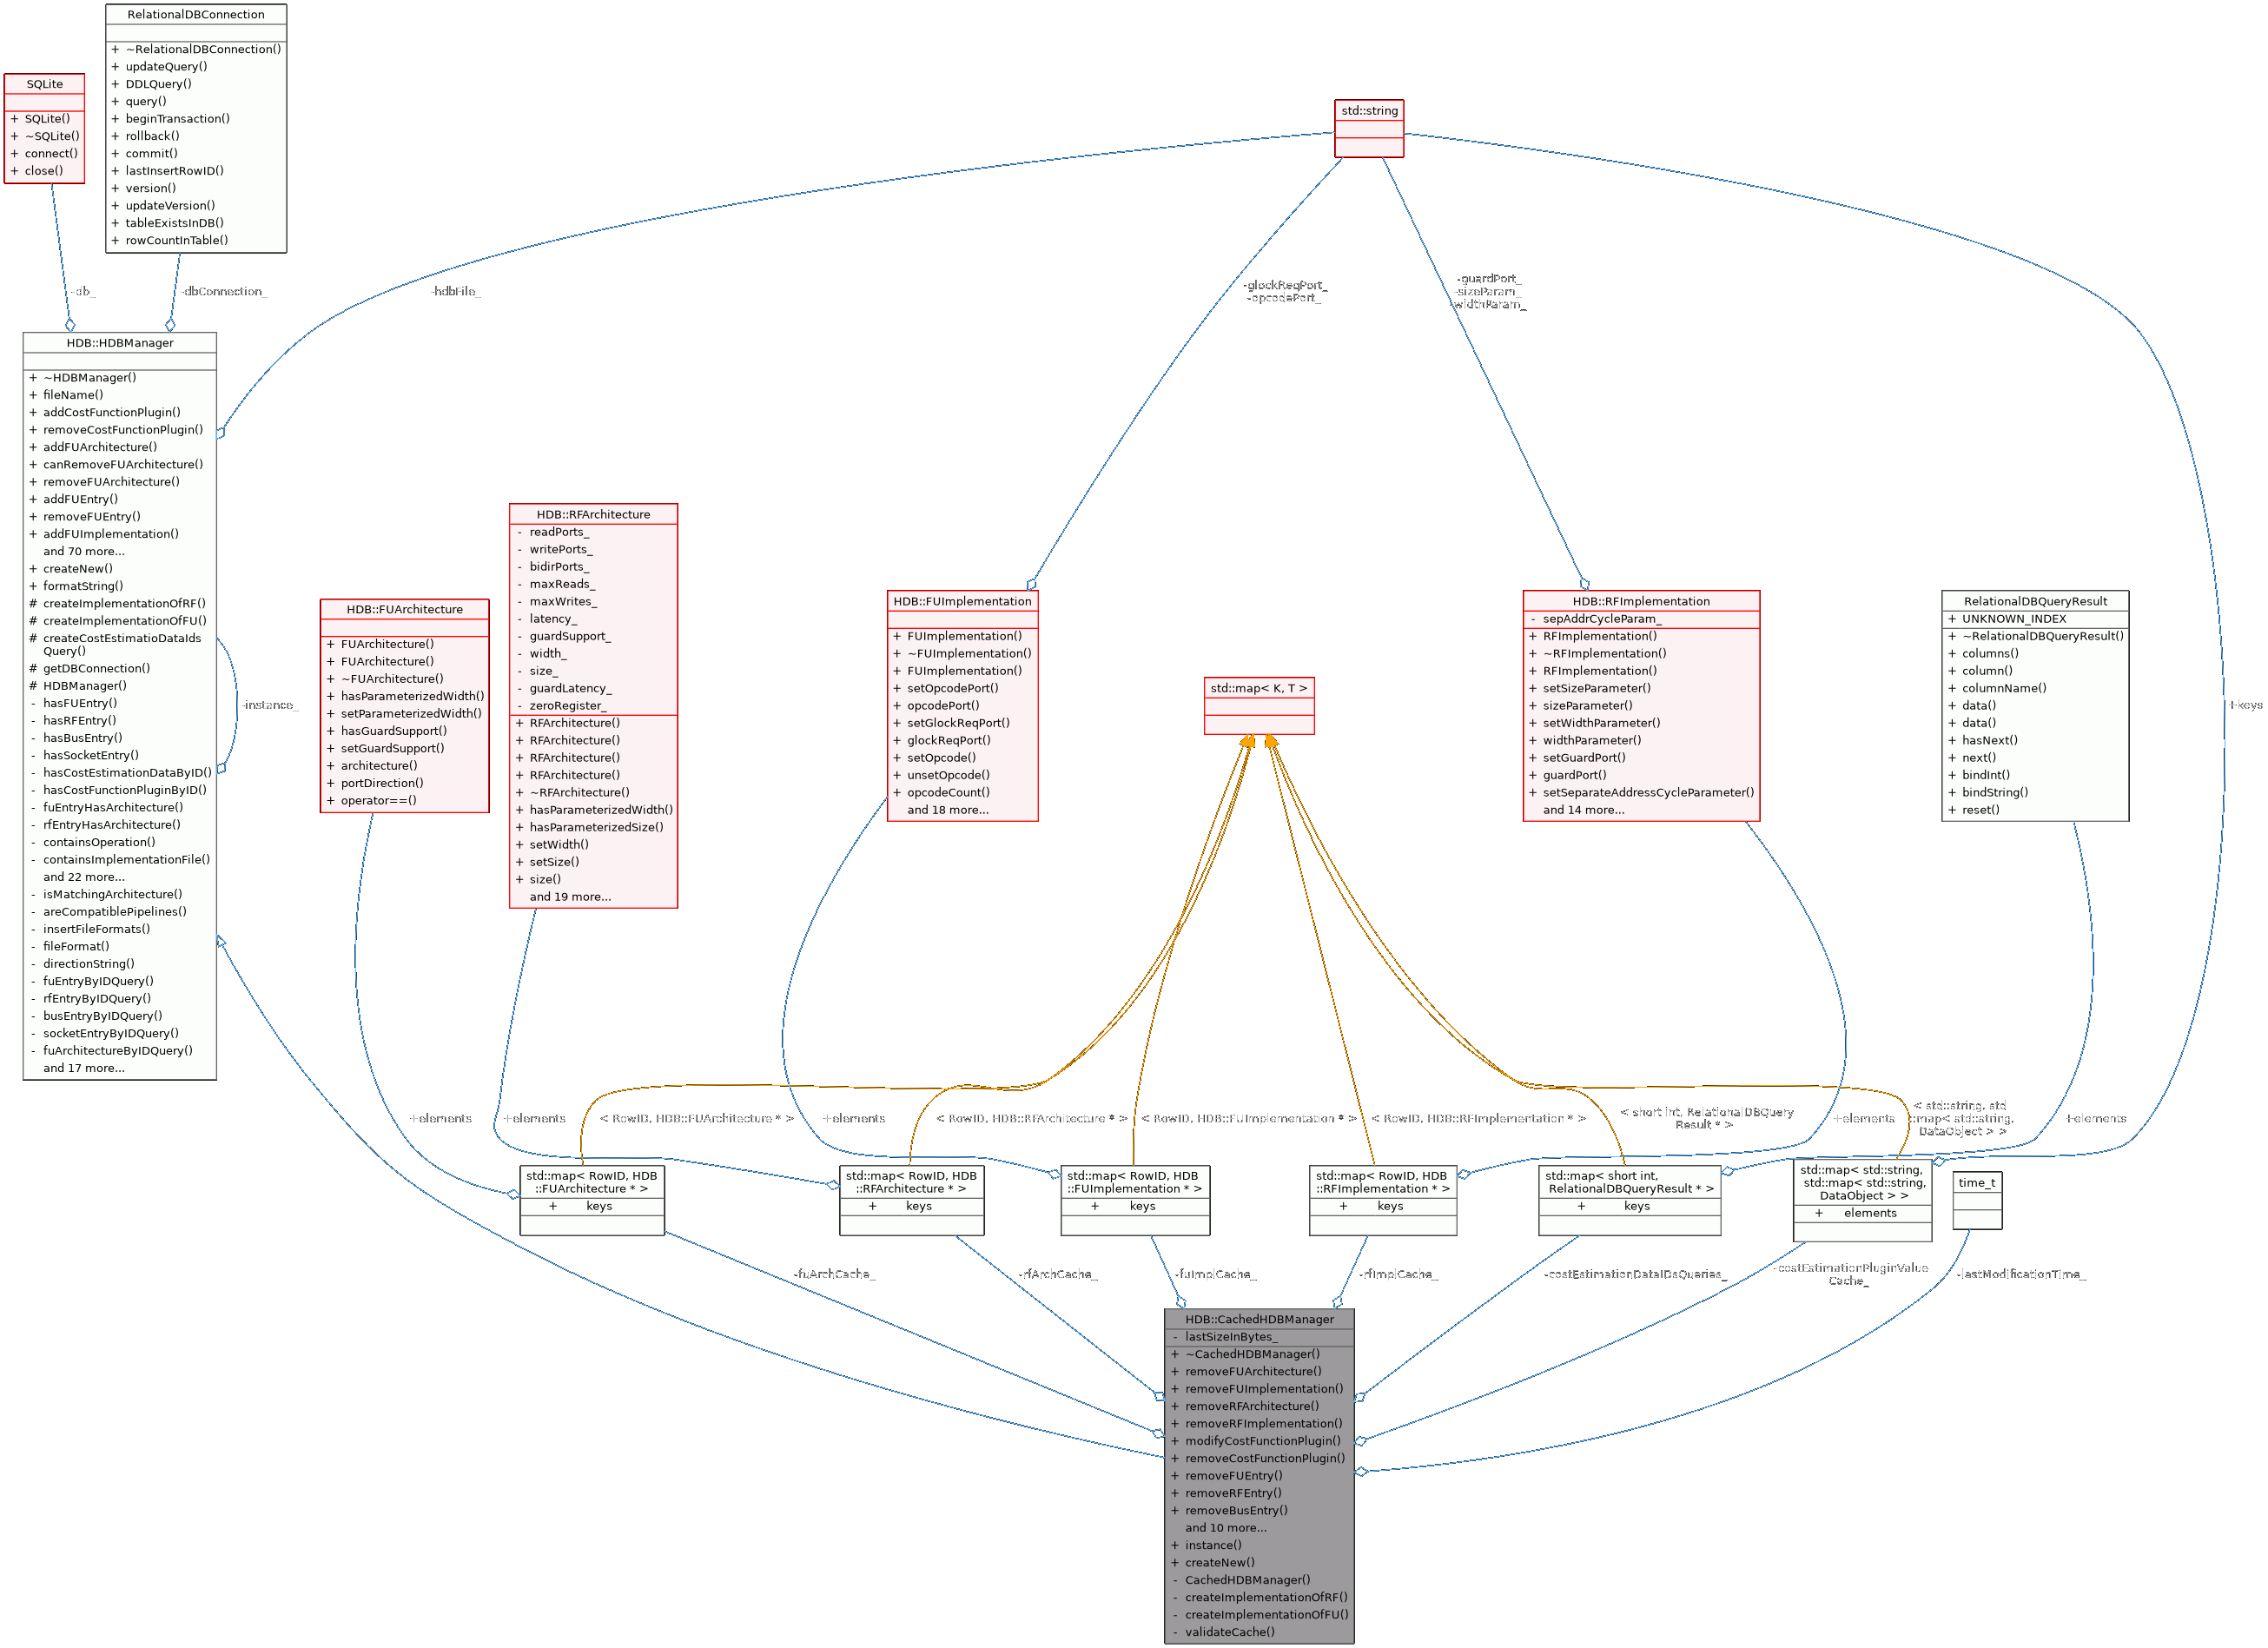 RelationalDBConnection
+ ~RelationalDBConnection()
+ updateQuery()
+ DDLQuery()
+ query()
+ beginTransaction()
+ rollback()
+ commit()
+ lastInsertRowID()
+ version()
+ updateVersion()
+ tableExistsInDB()
+ rowCountInTable()
SQLite
+ SQLite()
+ ~SQLite()
+ connect()
+ close()
std::string
-db_
-dbConnection_
-hdbFile_
-glockReqPort_
-opcodePort_
-guardPort_
-sizeParam_
-widthParam_
HDB::HDBManager
+ ~HDBManager()
+ fileName()
+ addCostFunctionPlugin()
+ removeCostFunctionPlugin()
+ addFUArchitecture()
+ canRemoveFUArchitecture()
+ removeFUArchitecture()
+ addFUEntry()
+ removeFUEntry()
+ addFUImplementation()
and 70 more...
+ createNew()
+ formatString()
# createImplementationOfRF()
# createImplementationOfFU()
# createCostEstimatioDataIds
Query()
# getDBConnection()
# HDBManager()
- hasFUEntry()
- hasRFEntry()
- hasBusEntry()
- hasSocketEntry()
- hasCostEstimationDataByID()
- hasCostFunctionPluginByID()
- fuEntryHasArchitecture()
- rfEntryHasArchitecture()
- containsOperation()
- containsImplementationFile()
and 22 more...
- isMatchingArchitecture()
- areCompatiblePipelines()
- insertFileFormats()
- fileFormat()
- directionString()
- fuEntryByIDQuery()
- rfEntryByIDQuery()
- busEntryByIDQuery()
- socketEntryByIDQuery()
- fuArchitectureByIDQuery()
and 17 more...
-instance_
HDB::FUArchitecture
+ FUArchitecture()
+ FUArchitecture()
+ ~FUArchitecture()
+ hasParameterizedWidth()
+ setParameterizedWidth()
+ hasGuardSupport()
+ setGuardSupport()
+ architecture()
+ portDirection()
+ operator==()
HDB::RFArchitecture
- readPorts_
- writePorts_
- bidirPorts_
- maxReads_
- maxWrites_
- latency_
- guardSupport_
- width_
- size_
- guardLatency_
- zeroRegister_
+ RFArchitecture()
+ RFArchitecture()
+ RFArchitecture()
+ RFArchitecture()
+ ~RFArchitecture()
+ hasParameterizedWidth()
+ hasParameterizedSize()
+ setWidth()
+ setSize()
+ size()
and 19 more...
HDB::FUImplementation
+ FUImplementation()
+ ~FUImplementation()
+ FUImplementation()
+ setOpcodePort()
+ opcodePort()
+ setGlockReqPort()
+ glockReqPort()
+ setOpcode()
+ unsetOpcode()
+ opcodeCount()
and 18 more...
std::map< K, T >
HDB::RFImplementation
- sepAddrCycleParam_
+ RFImplementation()
+ ~RFImplementation()
+ RFImplementation()
+ setSizeParameter()
+ sizeParameter()
+ setWidthParameter()
+ widthParameter()
+ setGuardPort()
+ guardPort()
+ setSeparateAddressCycleParameter()
and 14 more...
RelationalDBQueryResult
+ UNKNOWN_INDEX
+ ~RelationalDBQueryResult()
+ columns()
+ column()
+ columnName()
+ data()
+ data()
+ hasNext()
+ next()
+ bindInt()
+ bindString()
+ reset()
+keys
+elements
+elements
< RowID, HDB::FUArchitecture * >
+elements
< RowID, HDB::RFArchitecture * >
< RowID, HDB::FUImplementation * >
< RowID, HDB::RFImplementation * >
< short int, RelationalDBQuery
Result * >
+elements
< std::string, std
::map< std::string,
DataObject > >
+elements
std::map< RowID, HDB
::FUArchitecture * >
+ keys
std::map< RowID, HDB
::RFArchitecture * >
+ keys
std::map< RowID, HDB
::FUImplementation * >
+ keys
std::map< RowID, HDB
::RFImplementation * >
+ keys
std::map< short int,
RelationalDBQueryResult * >
+ keys
std::map< std::string,
std::map< std::string,
DataObject > >
+ elements
time_t
-fuArchCache_
-rfArchCache_
-fuImplCache_
-rfImplCache_
-costEstimationDataIDsQueries_
-costEstimationPluginValue
Cache_
-lastModificationTime_
HDB::CachedHDBManager
- lastSizeInBytes_
+ ~CachedHDBManager()
+ removeFUArchitecture()
+ removeFUImplementation()
+ removeRFArchitecture()
+ removeRFImplementation()
+ modifyCostFunctionPlugin()
+ removeCostFunctionPlugin()
+ removeFUEntry()
+ removeRFEntry()
+ removeBusEntry()
and 10 more...
+ instance()
+ createNew()
- CachedHDBManager()
- createImplementationOfRF()
- createImplementationOfFU()
- validateCache()